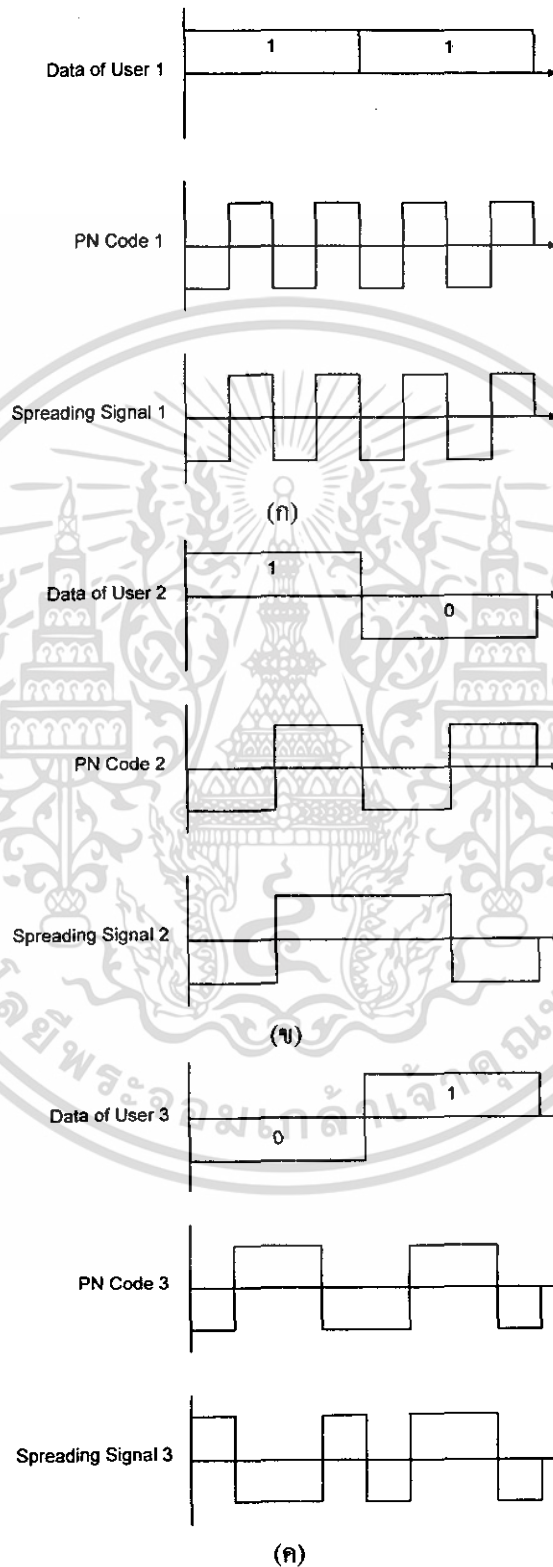 1 1
Data of User 1
PN Code 1
Spreading Signal 1
(ก)
1
Data of User 2
0
PN Code 2
Spreading Signal 2
(ข)
1
Data of User 3
0
PN Code 3
Spreading Signal 3
(ค)